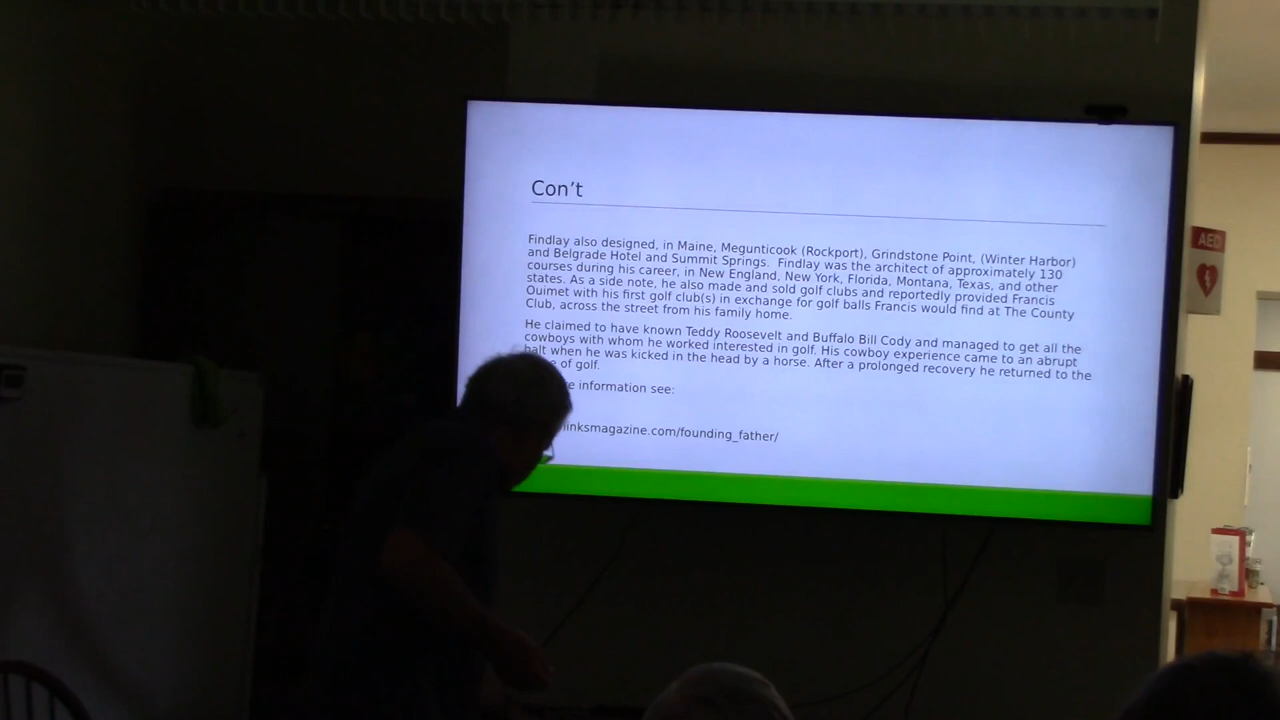 Con't
Findlay also designed, in Maine, Megunticook (Rockport), Grindstone Point, (Winter Harbor)
and Belgrade Hotel and Summit Springs. Findlay was the architect of approximately 130
courses during his career, in New England, New York, Florida, Montana, Texas, and other
states. As a side note, he also made and sold golf clubs and reportedly provided Francis
Ouimet with his first golf club(s) in exchange for golf balls Francis would find at The County
Club, across the street from his family home.
He claimed to have known Teddy Roosevelt and Buffalo Bill Cody and managed to get all the
cowboys with whom he worked interested in golf. His cowboy experience came to an abrupt
halt when he was kicked in the head by a horse. After a prolonged recovery he returned to the
of golf.
information see:
linksmagazine.com/founding_father/
AED